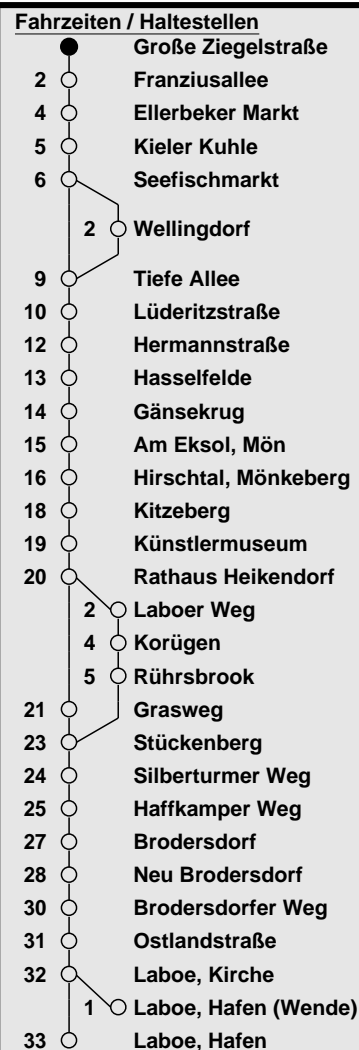 Fahrzeiten / Haltestellen
Große Ziegelstraße
2 Franziusallee
4 Ellerbeker Markt
5 Kieler Kuhle
6 Seefischmarkt
2 Wellingdorf
9 Tiefe Allee
10 Lüderitzstraße
12 Hermannstraße
13 Hasselfelde
14 Gänsekrug
15 Am Eksol, Mön
16 Hirschtal, Mönkeberg
18 Kitzeberg
19 Künstlermuseum
20 Rathaus Heikendorf
2 Laboer Weg
4 Korügen
5 Rührsbrook
21 Grasweg
23 Stückenberg
24 Silberturmer Weg
25 Haffkamper Weg
27 Brodersdorf
28 Neu Brodersdorf
30 Brodersdorfer Weg
31 Ostlandstraße
32 Laboe, Kirche
1 Laboe, Hafen (Wende)
33 Laboe, Hafen